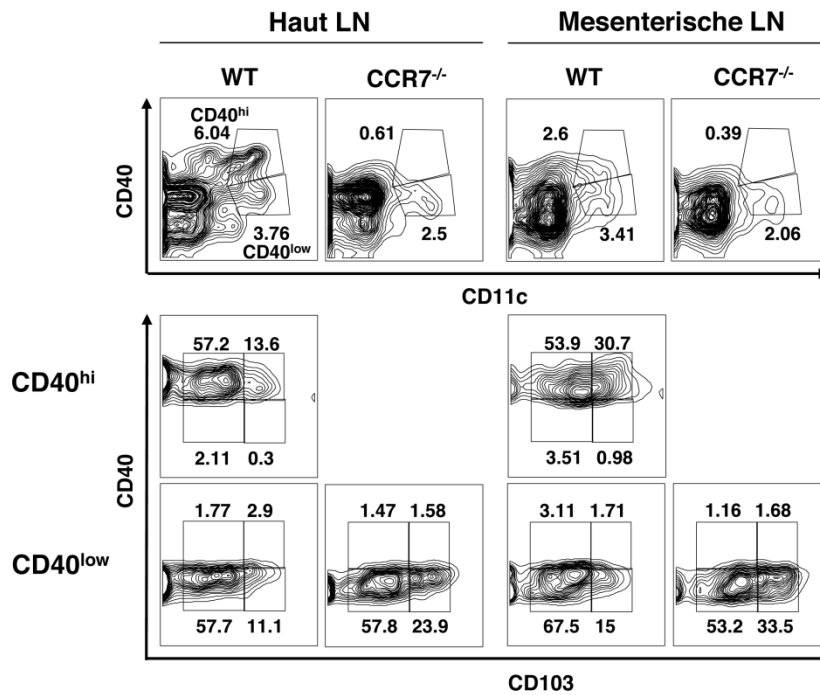 Haut LN Mesenterische LN
WT CCR7-/- WT CCR7-/-
CD40hi
6.04 0.61 2.6 0.39
CD40
3.76 2.5 3.41 2.06
CD40low
CD11c
57.2 13.6 53.9 30.7
CD40hi
2.11 0.3 3.51 0.98
CD40
1.77 2.9 1.47 1.58 3.11 1.71 1.16 1.68
CD40low
57.7 11.1 57.8 23.9 67.5 15 53.2 33.5
CD103